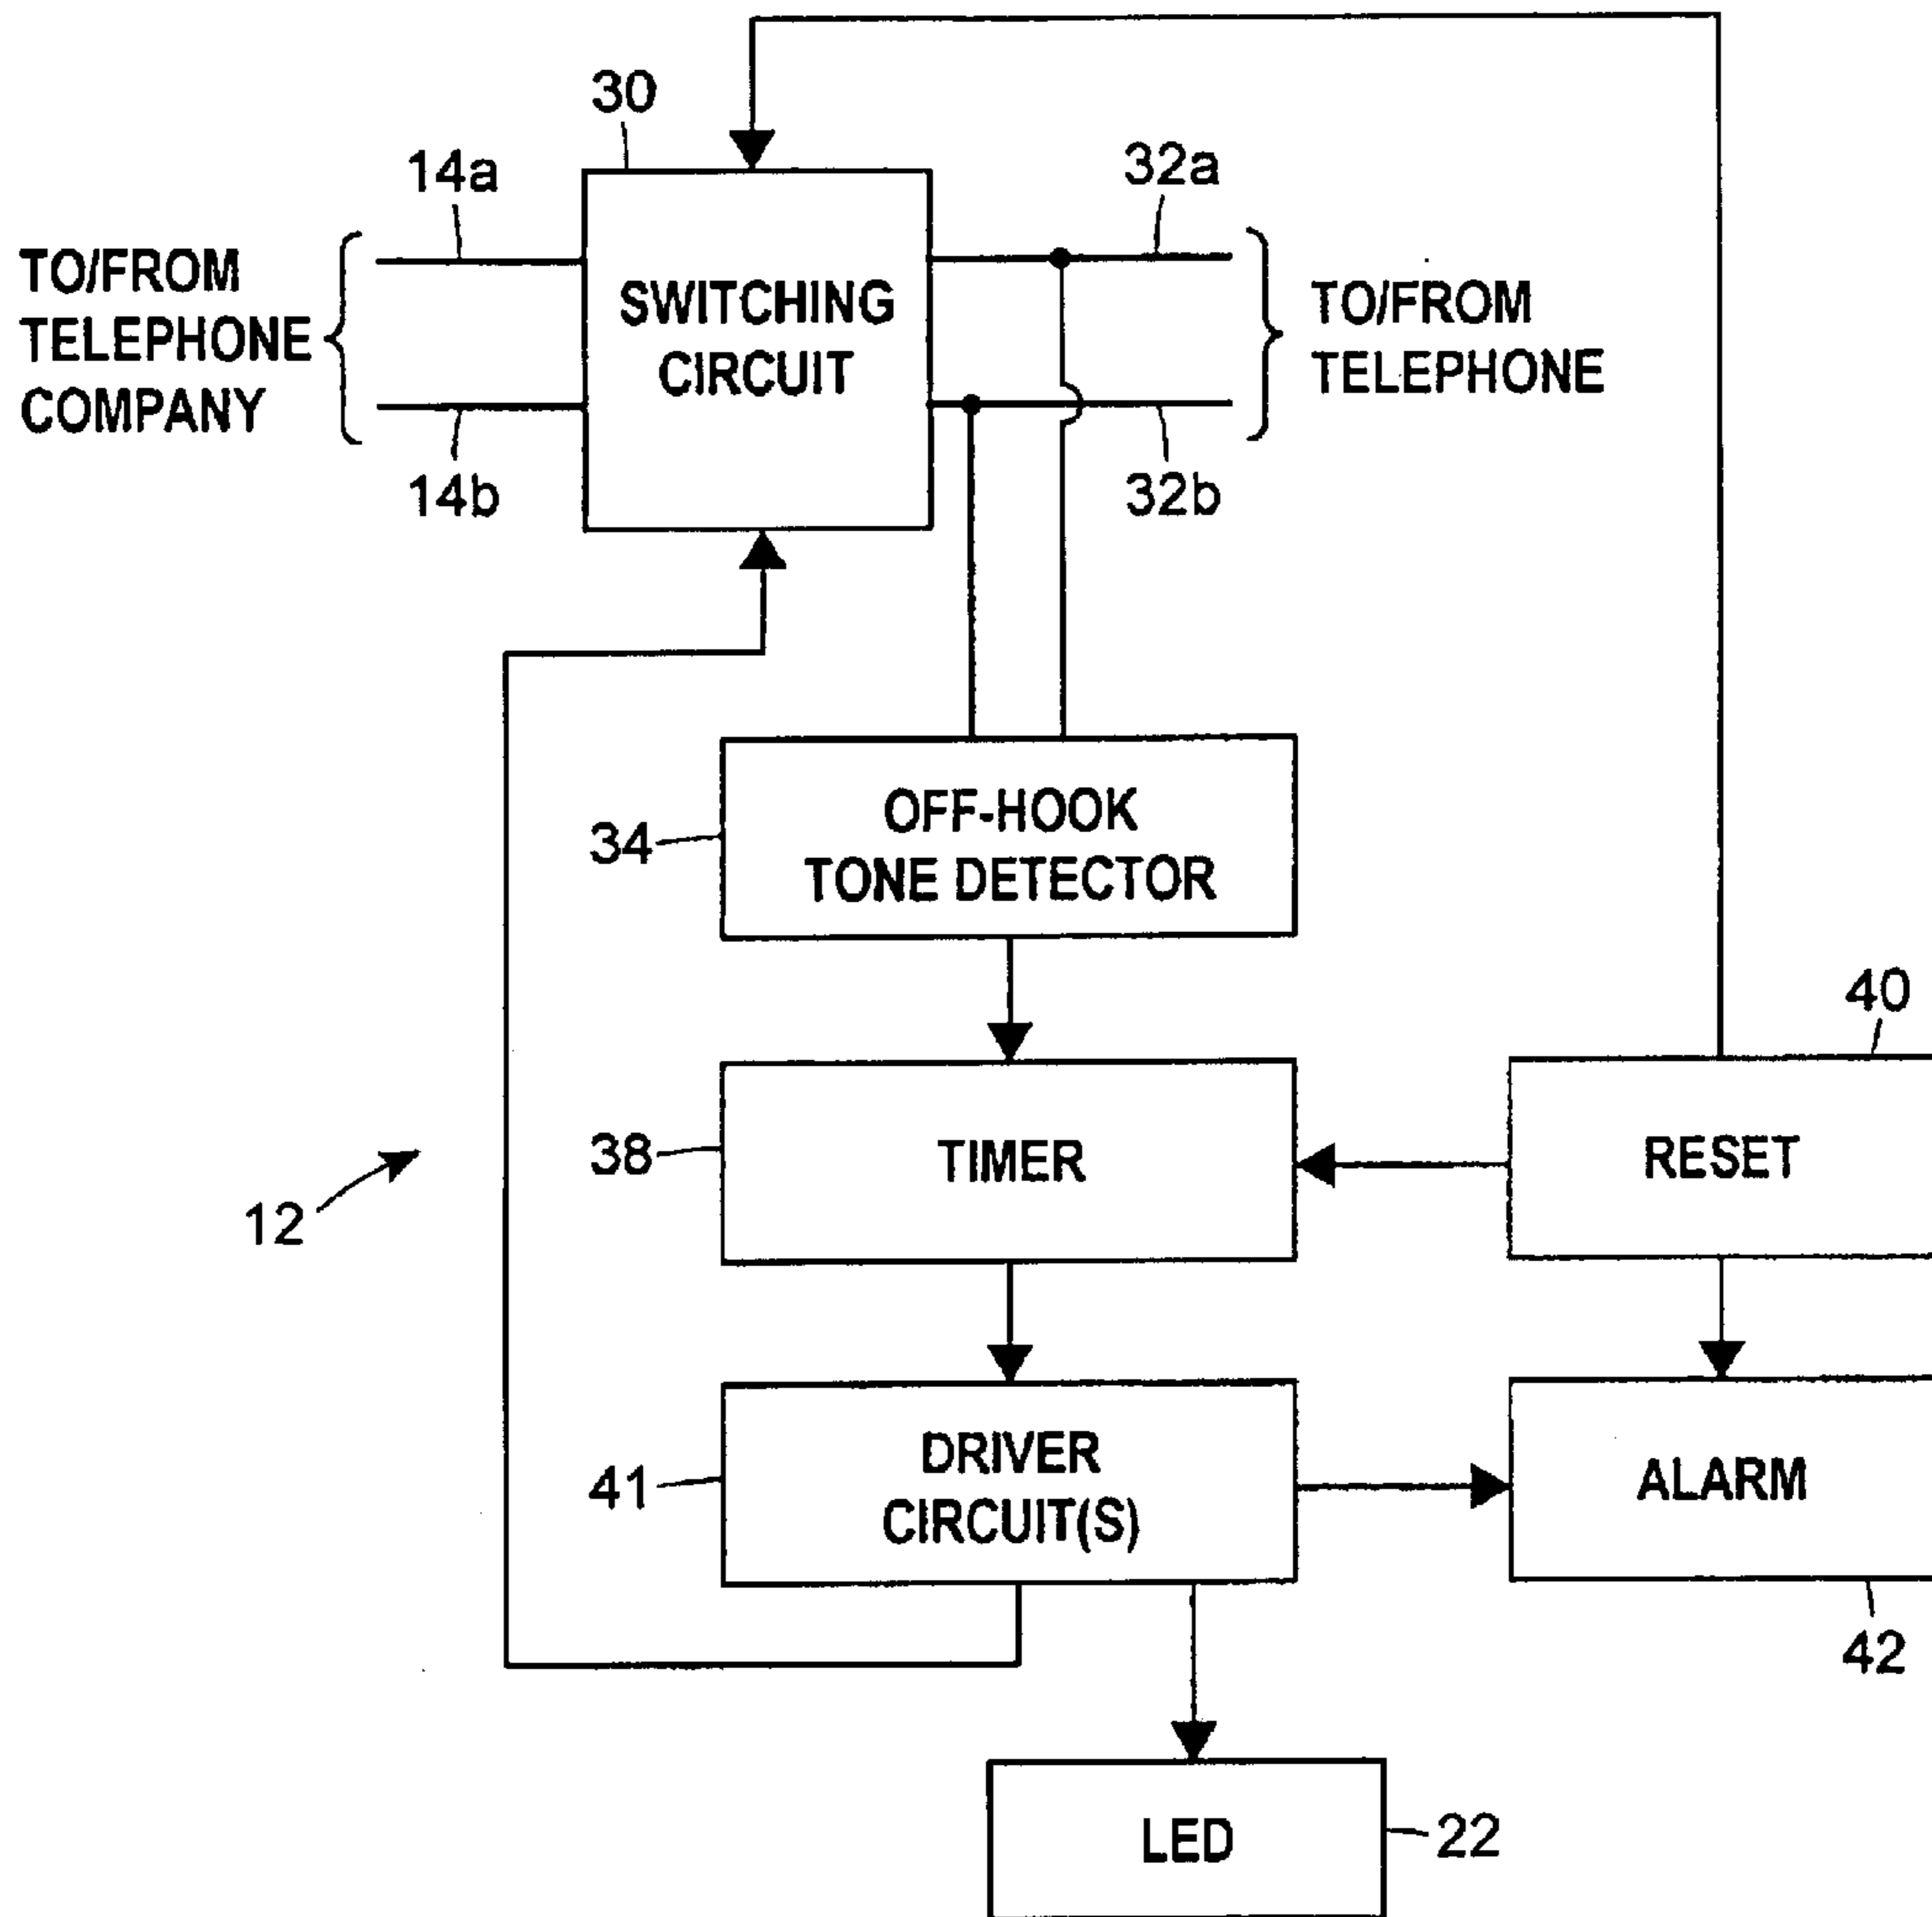 30
14a
32a
TO/FROM
TELEPHONE
COMPANY
SWITCHING
CIRCUIT
TO/FROM
TELEPHONE
14b
32b
34
OFF-HOOK
TONE DETECTOR
40
38
TIMER
RESET
12
41
DRIVER
CIRCUIT(S)
ALARM
42
LED
22